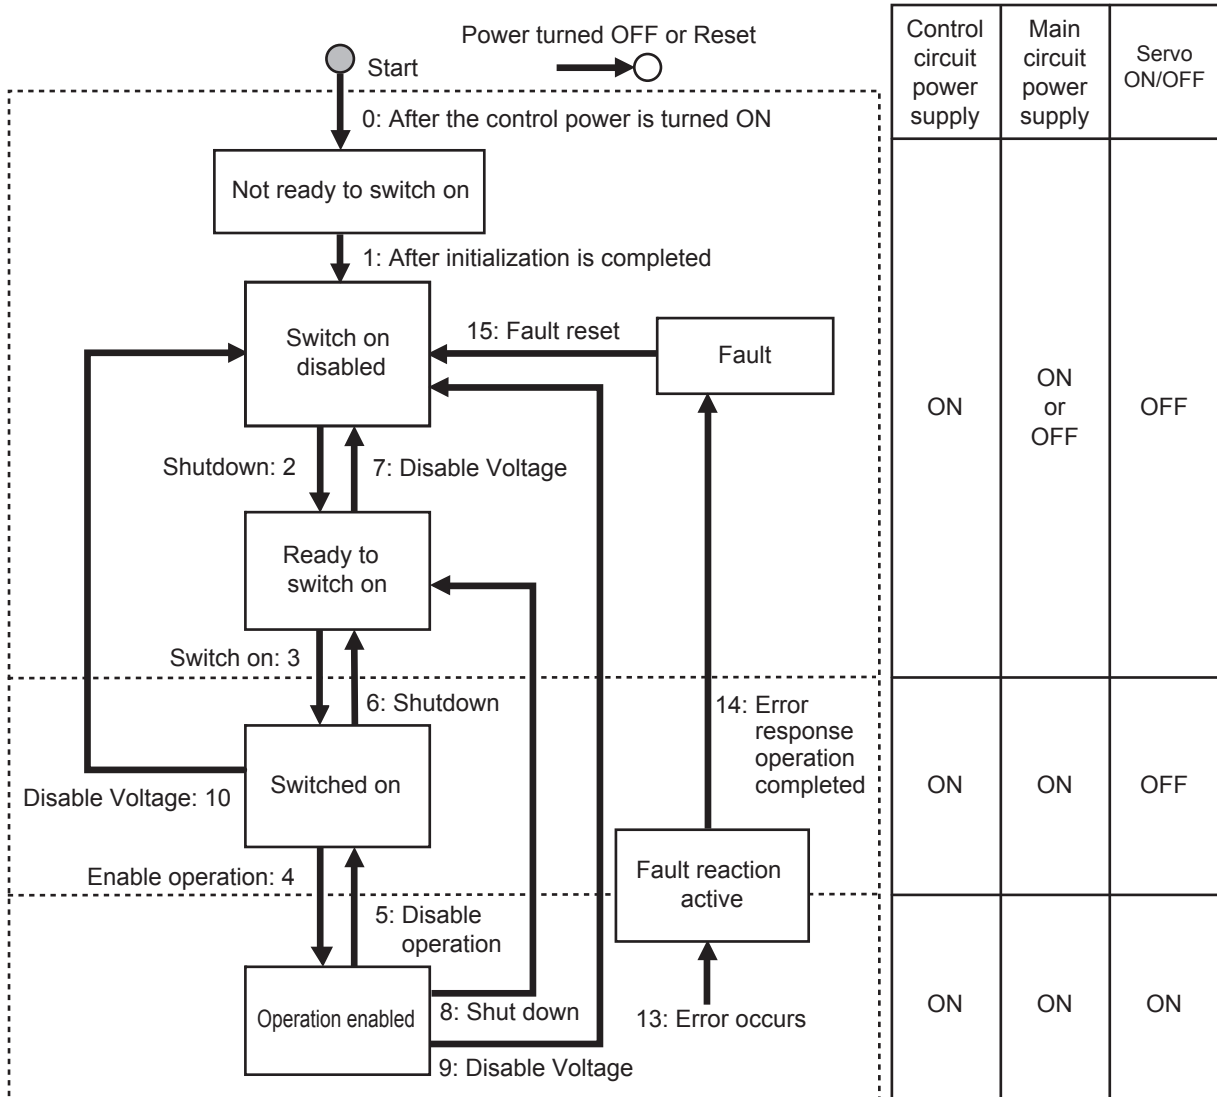 Power turned OFF or Reset
Start
0: After the control power is turned ON
Not ready to switch on
1: After initialization is completed
Switch on
disabled
15: Fault reset
Fault
Shutdown: 2
7: Disable Voltage
Ready to
switch on
Switch on: 3
6: Shutdown
14: Error
response
operation
completed
Switched on
Disable Voltage: 10
Enable operation: 4
Fault reaction
active
5: Disable
operation
Operation enabled
8: Shut down
13: Error occurs
9: Disable Voltage
Control
circuit
power
supply
Main
circuit
power
supply
Servo
ON/OFF
ON
ON
or
OFF
OFF
ON
ON
OFF
ON
ON
ON